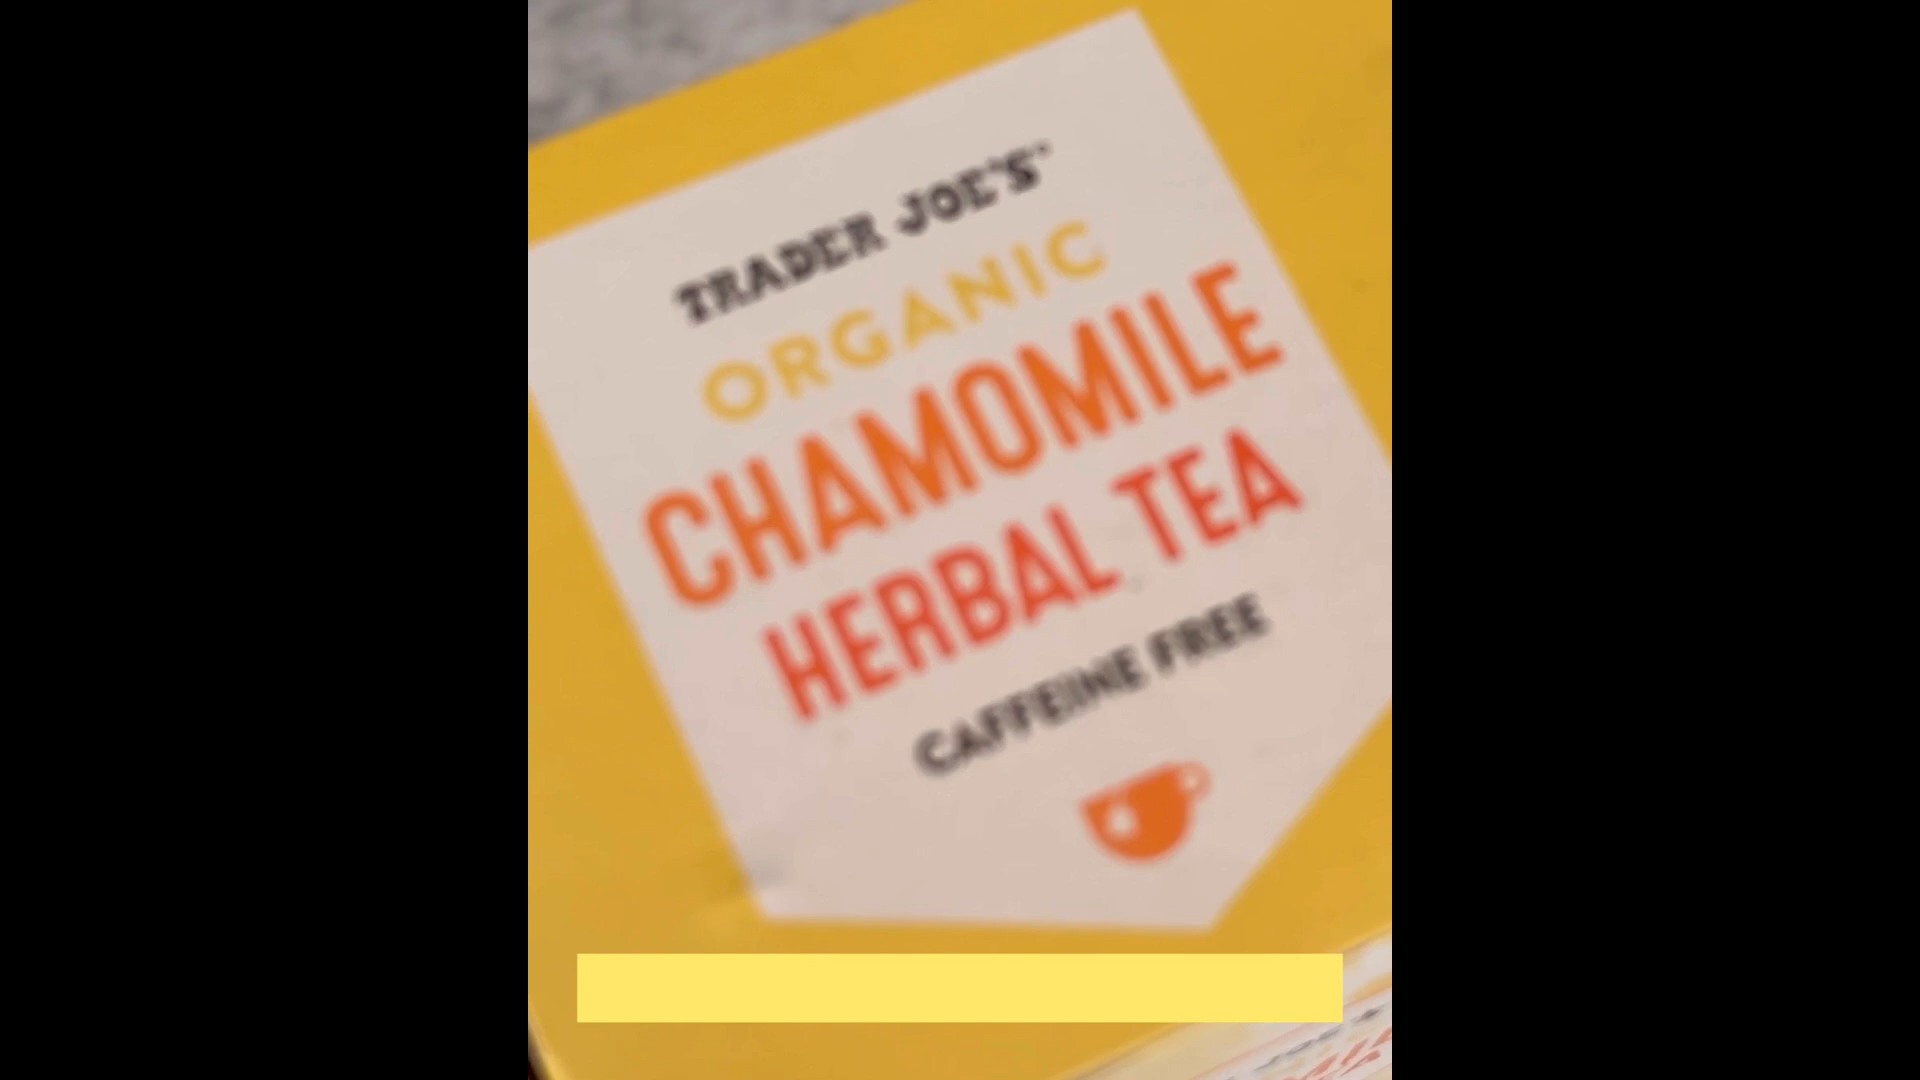 TRADER JOE'S
ORGANIC
CHAMOMILE
HERBAL TEA
CAFFEINE FREE